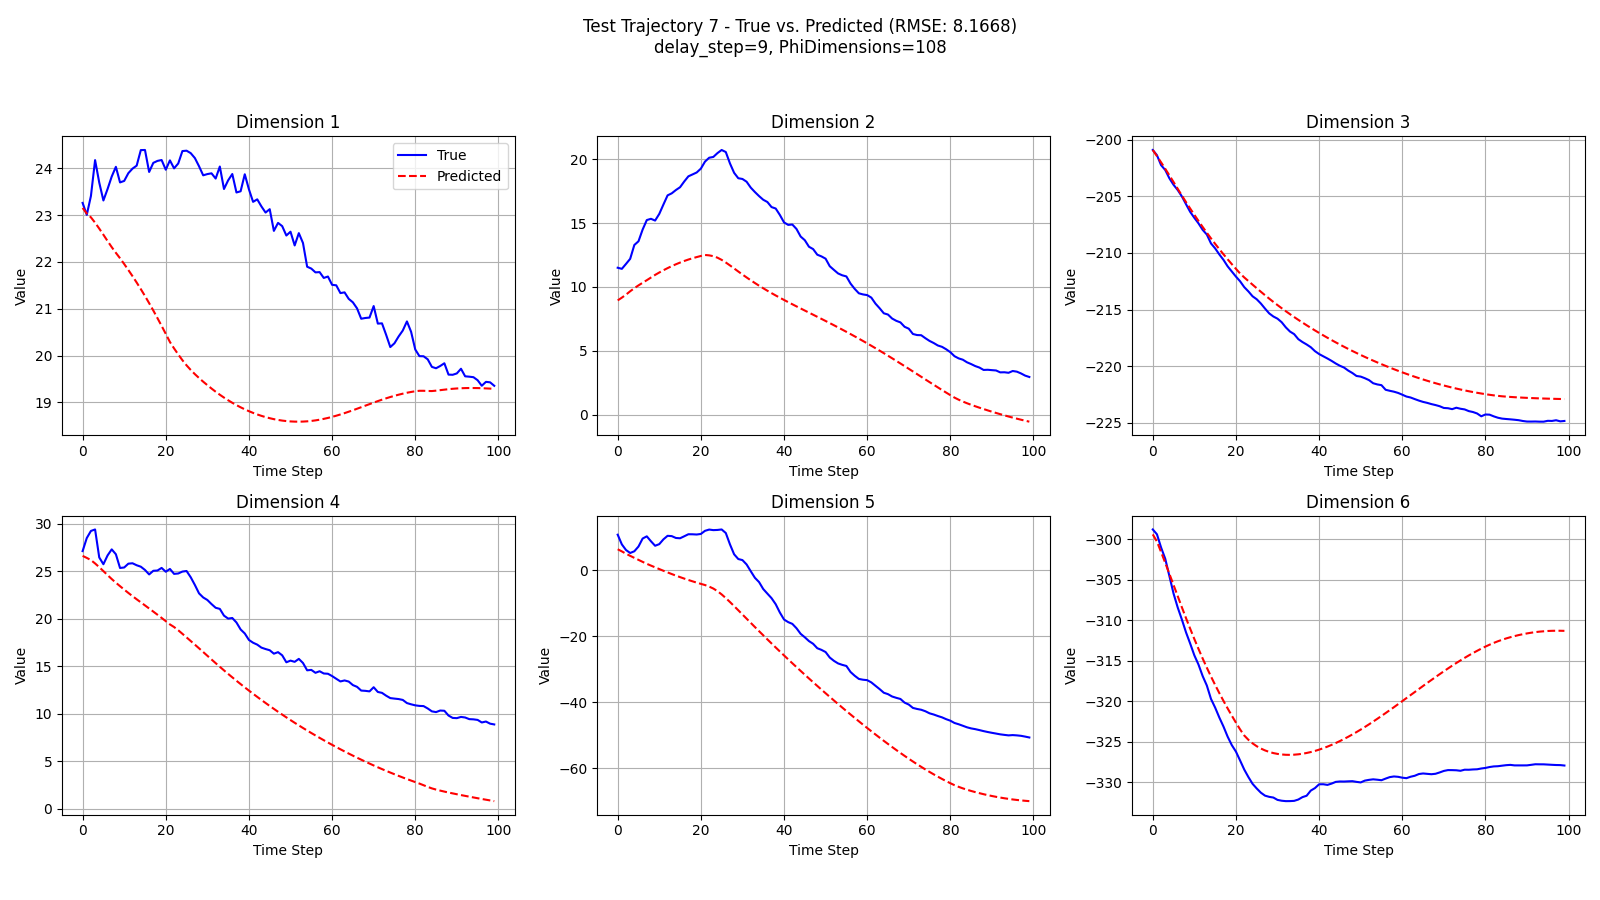 Test Trajectory 7 - True vs. Predicted (RMSE: 8.1668)
delay_step=9, PhiDimensions=108
Dimension 1
Value
24
23
22
21
20
19
0 20 40 60 80 100
Time Step
True
Predicted
Dimension 2
Value
20
15
10
5
0
0 20 40 60 80 100
Time Step
Dimension 3
Value
−200
−205
−210
−215
−220
−225
0 20 40 60 80 100
Time Step
Dimension 4
Value
30
25
20
15
10
5
0
0 20 40 60 80 100
Time Step
Dimension 5
Value
0
−20
−40
−60
0 20 40 60 80 100
Time Step
Dimension 6
Value
−300
−305
−310
−315
−320
−325
−330
0 20 40 60 80 100
Time Step